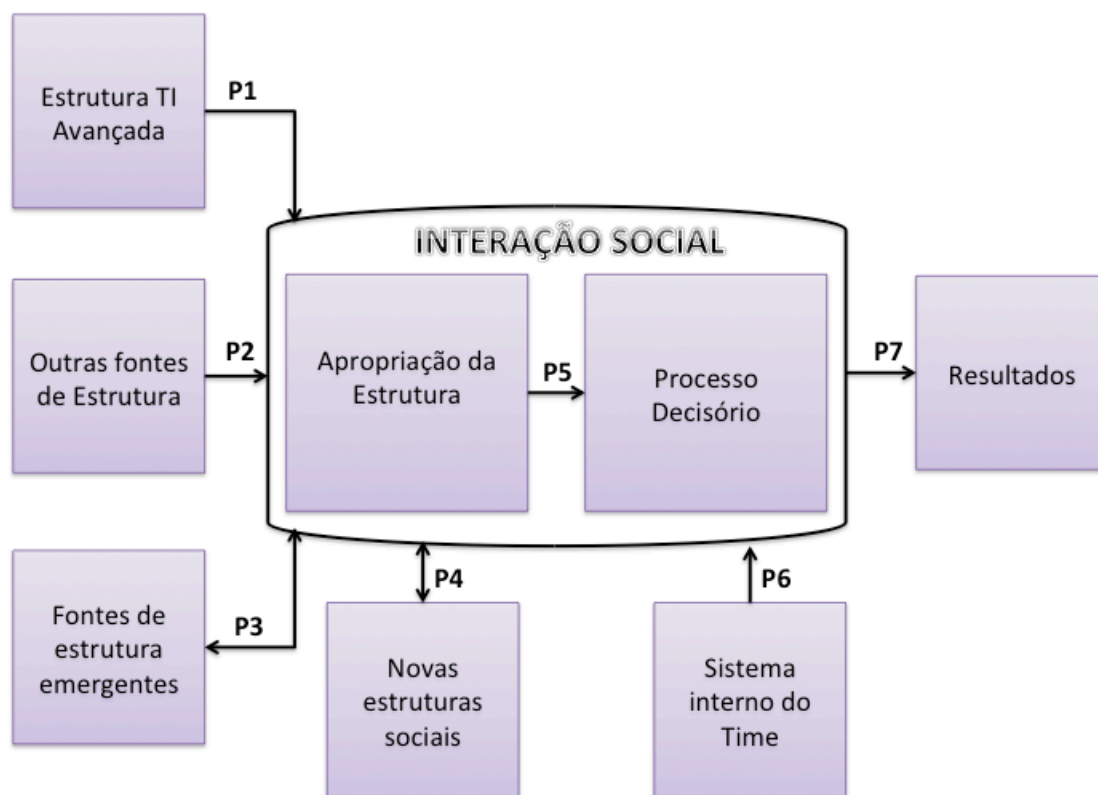 Estrutura TI
Avançada
P1
INTERAÇÃO SOCIAL
Outras fontes
de Estrutura
P2
Apropriação da
Estrutura
P5
Processo
Decisório
P7
Resultados
Fontes de
estrutura
emergentes
P3
P4
Novas
estruturas
sociais
P6
Sistema
interno do
Time